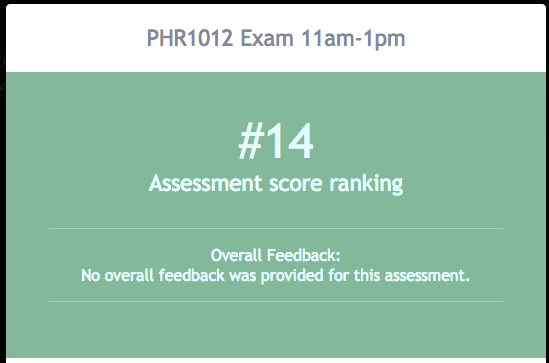 PHR1012 Exam 11am-1pm
#14
Assessment score ranking
Overall Feedback:
No overall feedback was provided for this assessment.